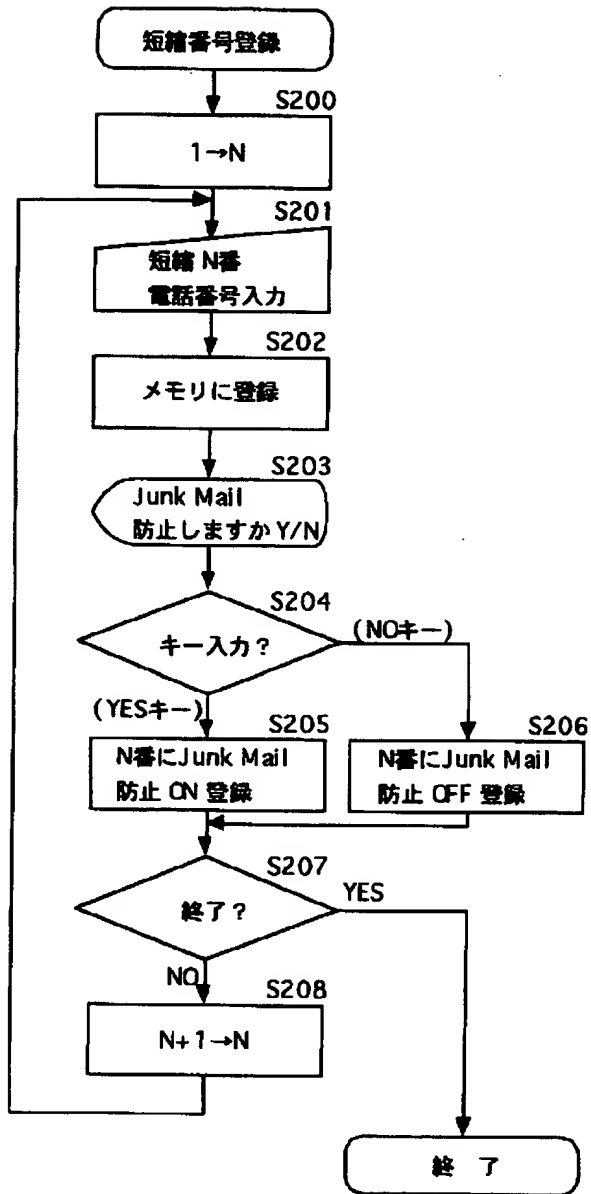 短縮番号登録
S200
1→N
S201
短縮 N番
電話番号入力
S202
メモリに登録
S203
Junk Mail
防止しますか Y/N
S204
キー入力？
(NOキー)
(YESキー)
S205
N番にJunk Mail
防止 ON 登録
S206
N番にJunk Mail
防止 OFF 登録
S207
終了？
YES
NO
S208
N+1→N
終 了